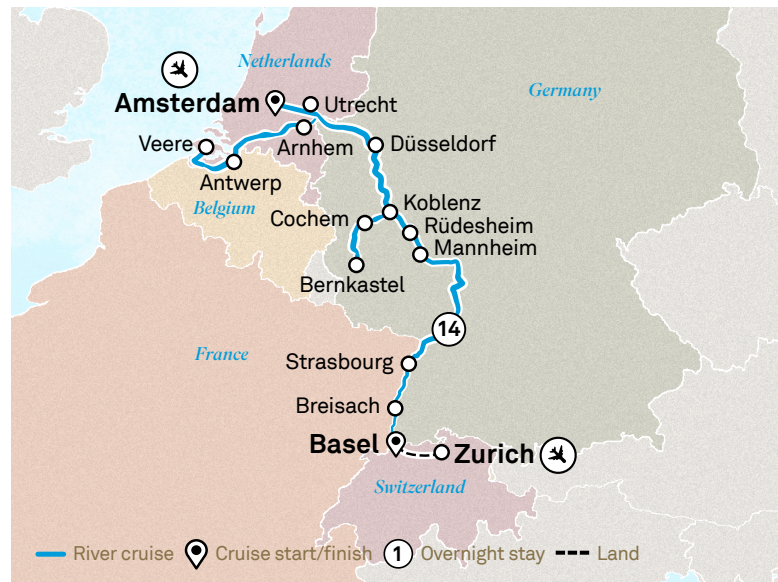 Netherlands
Germany
Amsterdam
Utrecht
Veere
Arnhem
Düsseldorf
Antwerp
Belgium
Koblenz
Cochem
Rüdesheim
Mannheim
Bernkastel
14
France
Strasbourg
Breisach
Basel
Zurich
Switzerland
River cruise
Cruise start/finish
1 Overnight stay
Land